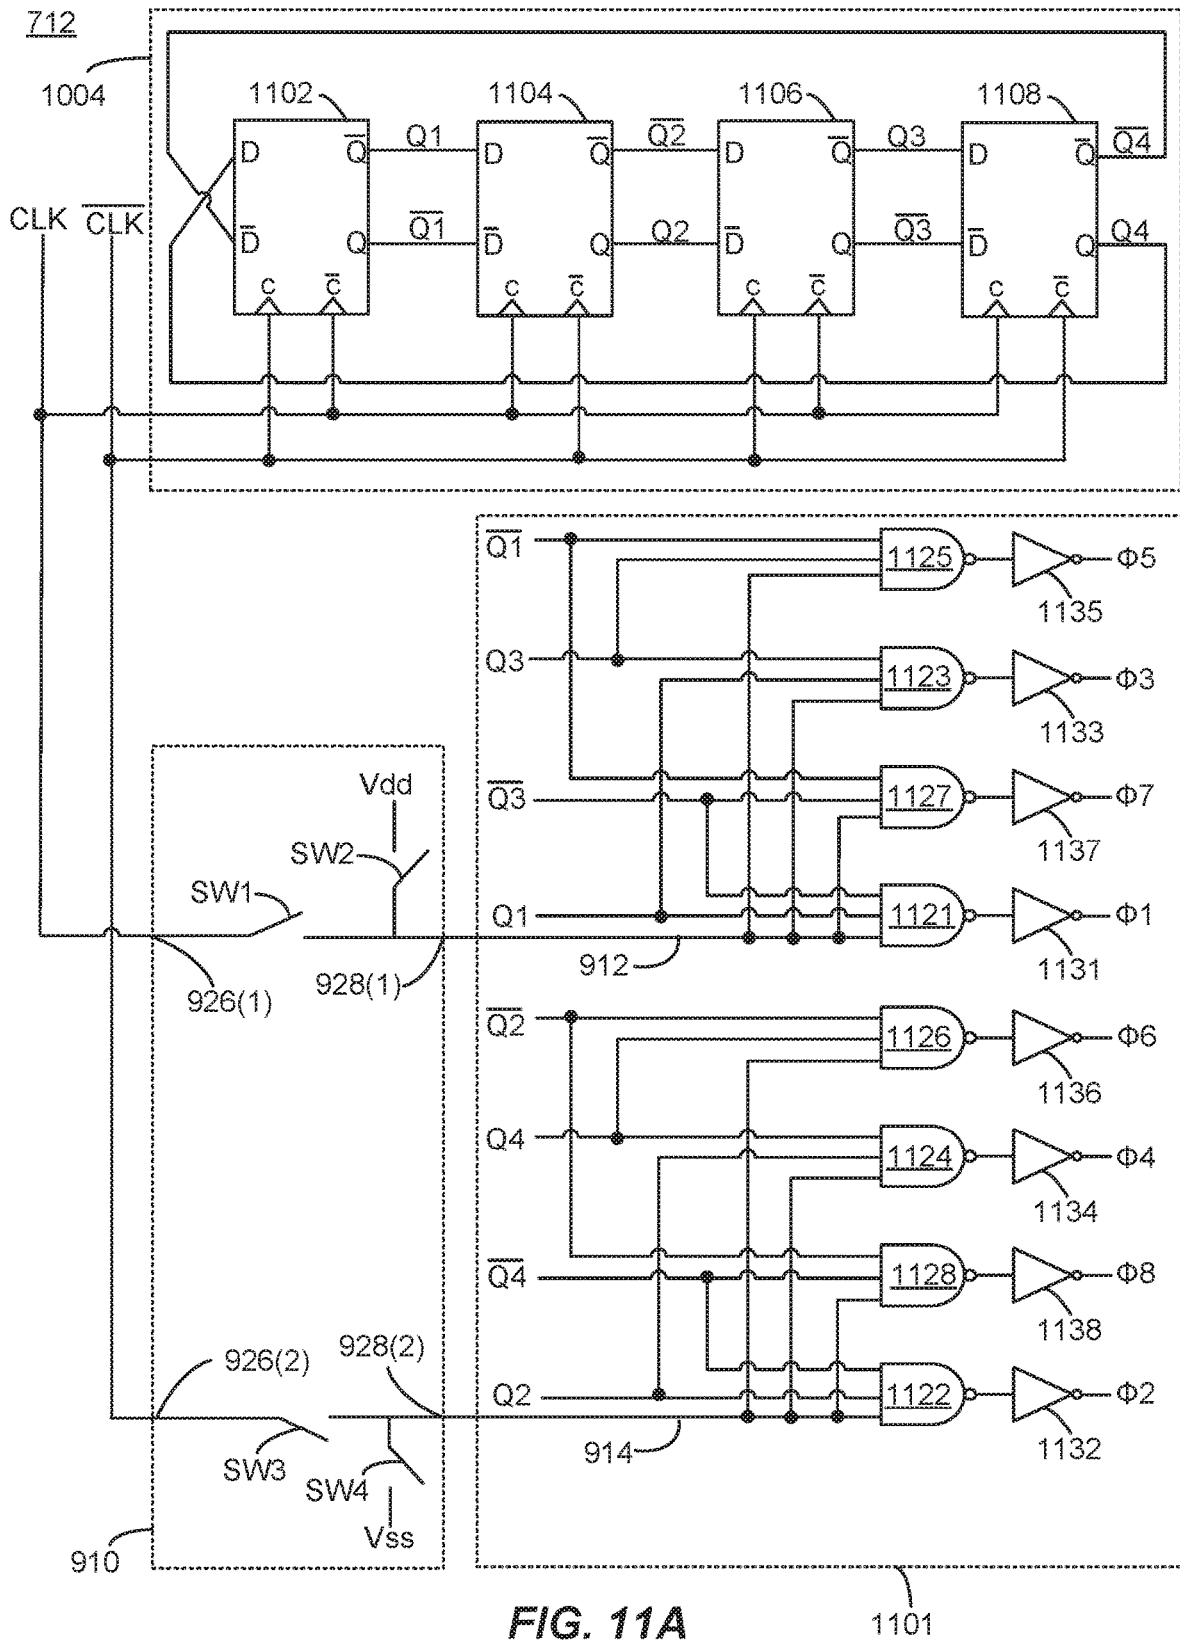 712
1004
1102
1104
1106
1108
D Q̅ Q1 D Q̅ Q̅2̅ D Q̅ Q3 D Q̅ Q̅4̅
CLK C̅L̅K̅
D̅ Q Q̅1̅ D̅ Q Q2 D̅ Q Q̅3̅ D̅ Q Q4
c c̅ c c̅ c c̅ c c̅
Q̅1̅ 1125 Φ5
1135
Q3 1123 Φ3
1133
Vdd
Q̅3̅ 1127 Φ7
SW2
1137
SW1
Q1 1121 Φ1
912
1131
926(1)
928(1)
Q̅2̅ 1126 Φ6
1136
Q4 1124 Φ4
1134
Q̅4̅ 1128 Φ8
1138
926(2)
928(2)
Q2 1122 Φ2
914
1132
SW3
SW4
Vss
910
1101
FIG. 11A